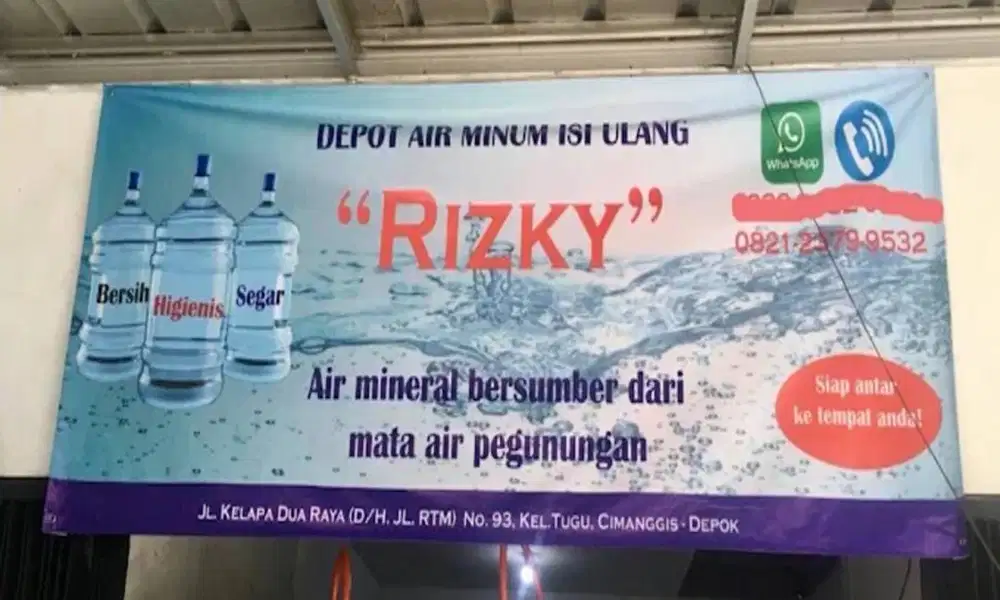 DEPOT AIR MINUM ISI ULANG
"RIZKY"
WhatsApp
0821-2379-9532
Bersih
Higienis
Segar
Air mineral bersumber dari
mata air pegunungan
Siap antar
ke tempat anda!
JL. KELAPA DUA RAYA (D/H. JL. RTM) No. 93, KEL.TUGU, CIMANGGIS - DEPOK